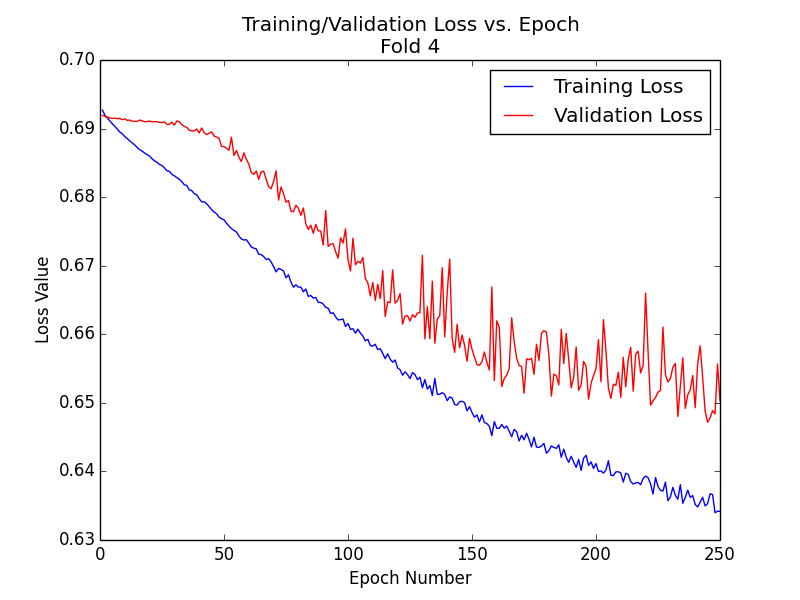 Training/Validation Loss vs. Epoch
Fold 4
Training Loss
Validation Loss
Loss Value
0.70
0.69
0.68
0.67
0.66
0.65
0.64
0.63
0 50 100 150 200 250
Epoch Number